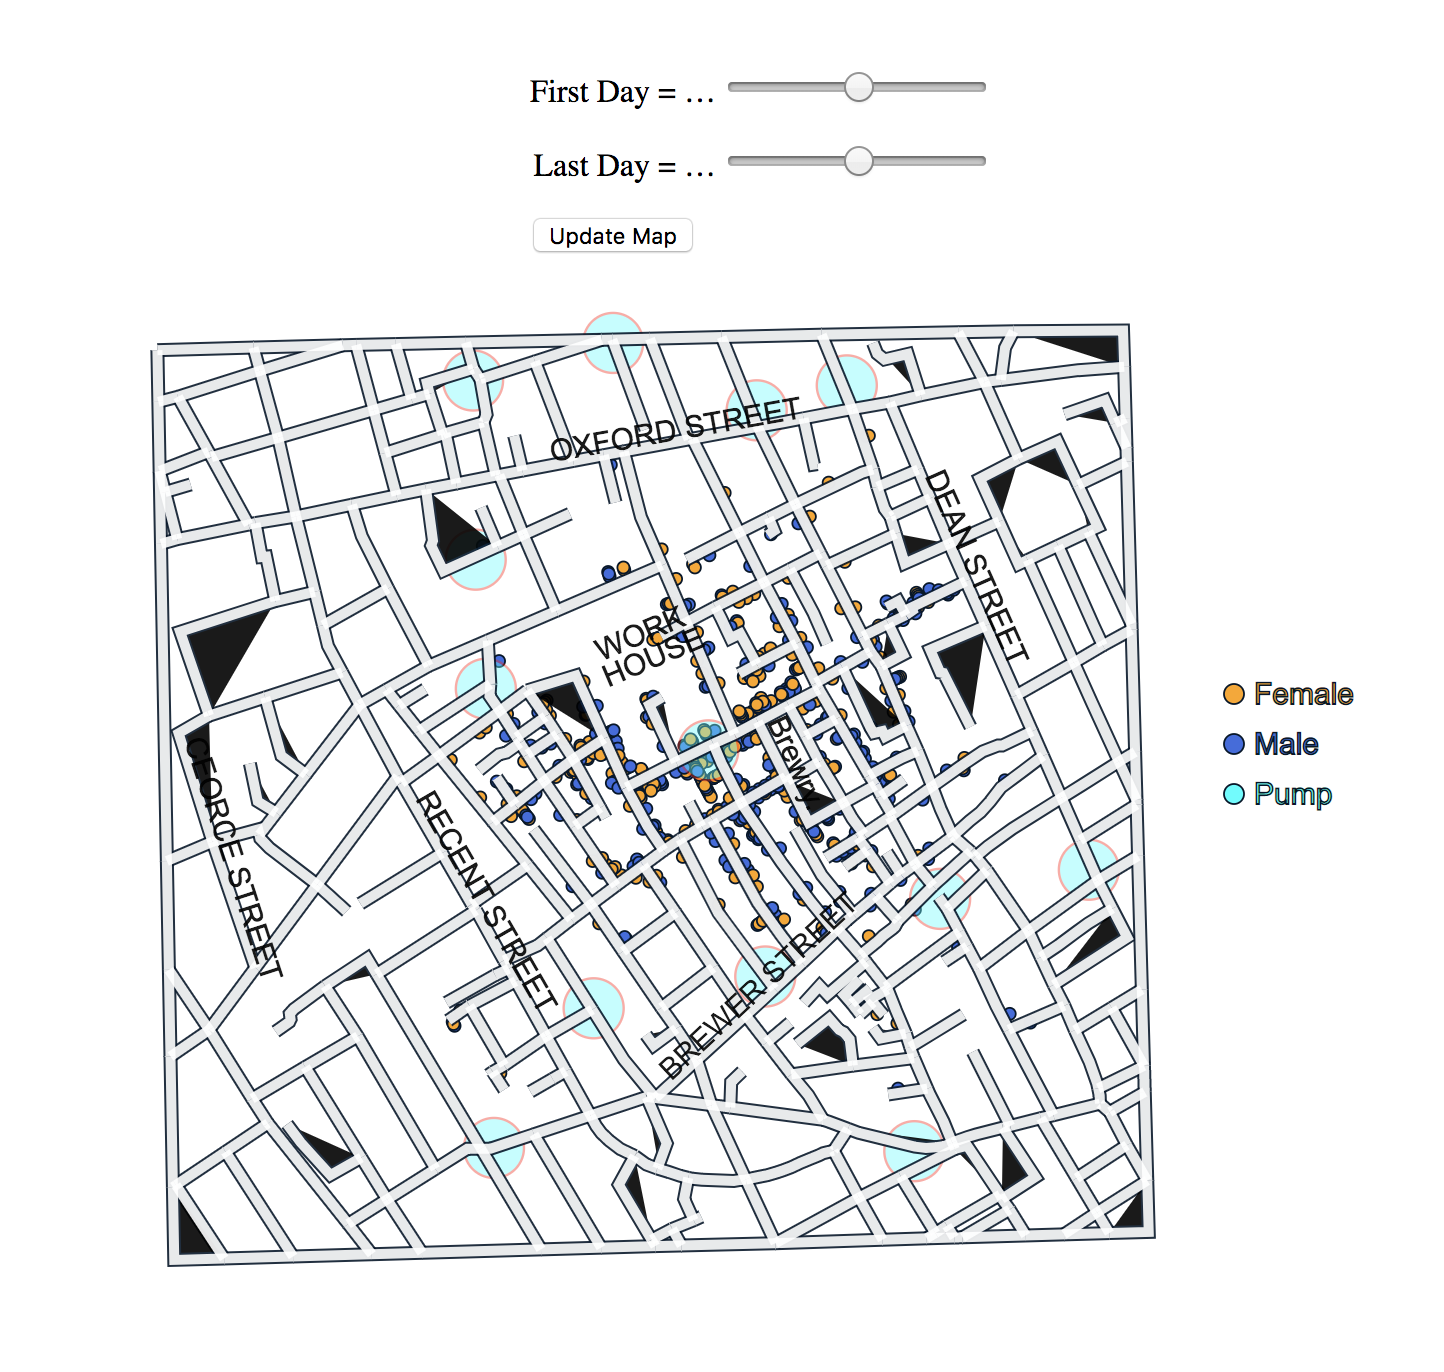 First Day = …
Last Day = …
Update Map
OXFORD STREET
DEAN STREET
WORK
HOUSE
Brewry
Female
Male
Pump
GEORGE STREET
REGENT STREET
BREWER STREET